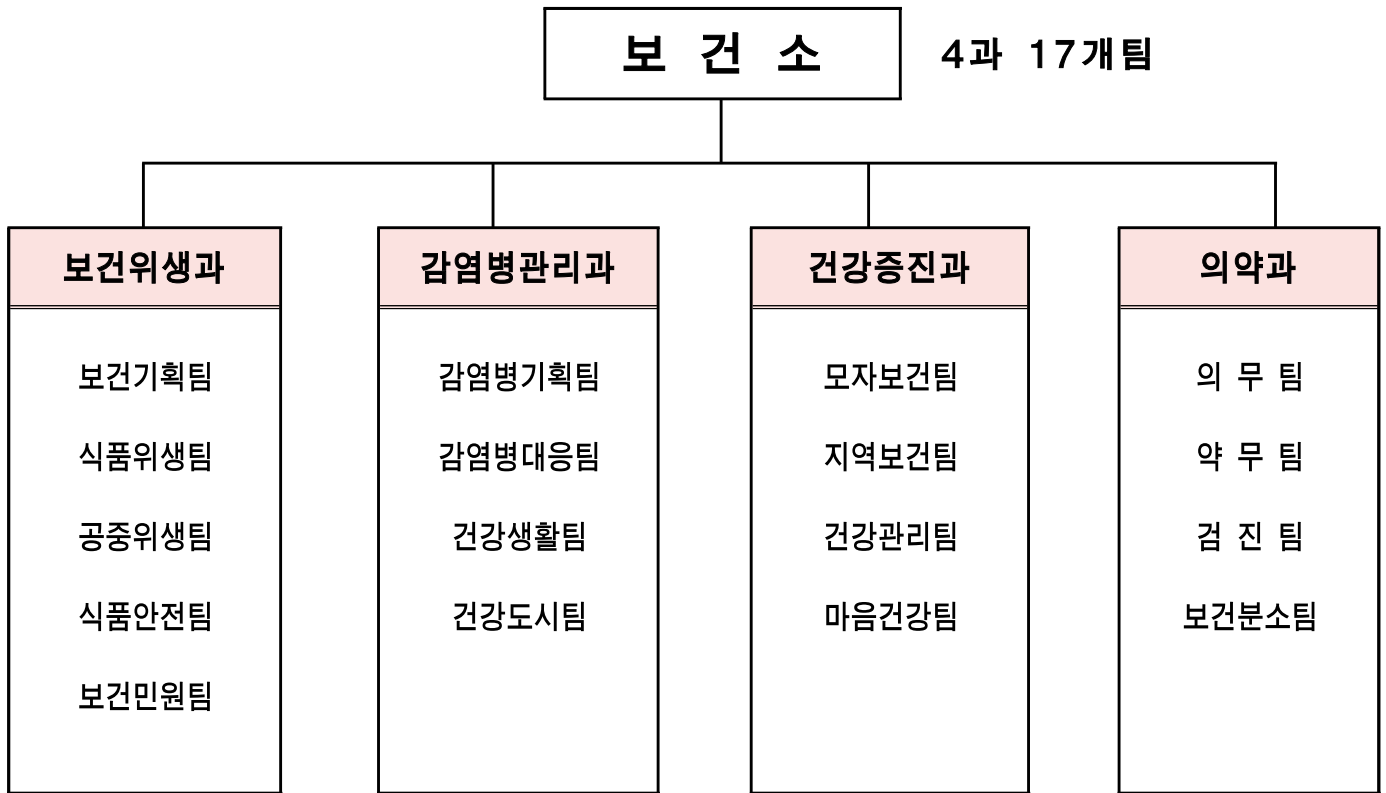 보 건 소
4과 17개팀
보건위생과
보건기획팀
식품위생팀
공중위생팀
식품안전팀
보건민원팀
감염병관리과
감염병기획팀
감염병대응팀
건강생활팀
건강도시팀
건강증진과
모자보건팀
지역보건팀
건강관리팀
마음건강팀
의약과
의 무 팀
약 무 팀
검 진 팀
보건분소팀